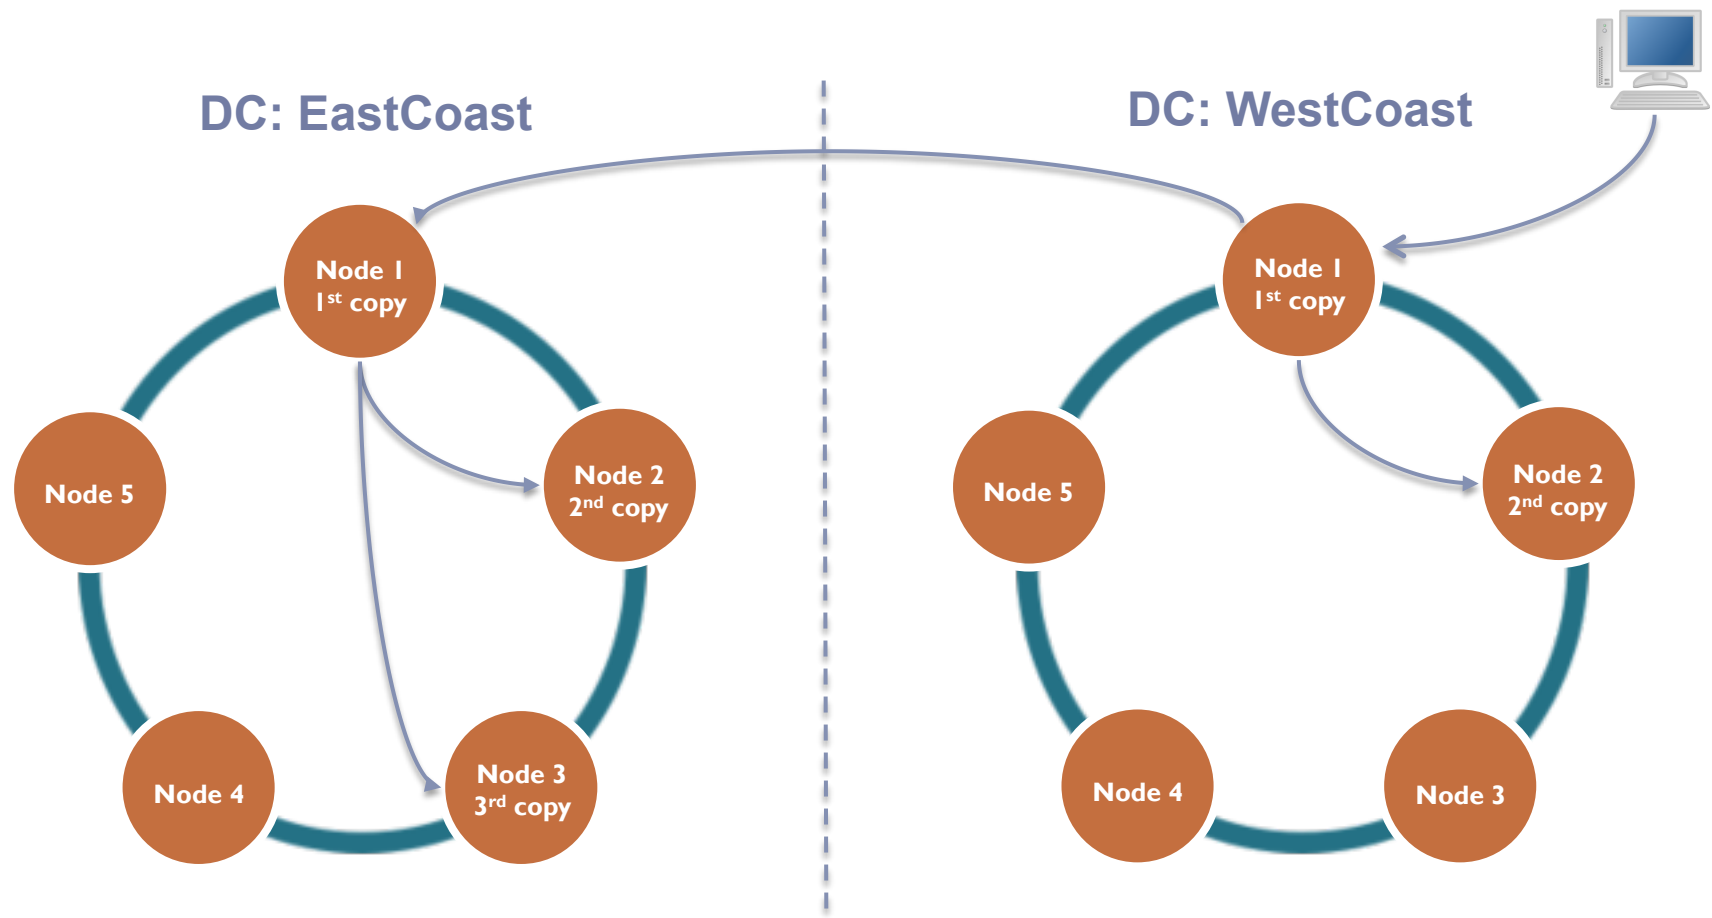 DC: EastCoast
Node 1
1st copy
Node 2
2nd copy
Node 3
3rd copy
Node 4
Node 5
DC: WestCoast
Node 1
1st copy
Node 2
2nd copy
Node 3
Node 4
Node 5